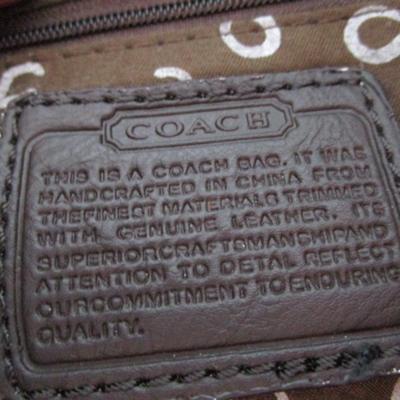 COACH
THIS IS A COACH BAG. IT WAS
HANDCRAFTED IN CHINA FROM
THEFINEST MATERIALS TRIMMED
WITH GENUINE LEATHER. ITS
SUPERIORCRAFTSMANSHIPAND
ATTENTION TO DETAL REFLECT
OURCOMMITMENT TOENDURING
QUALITY.